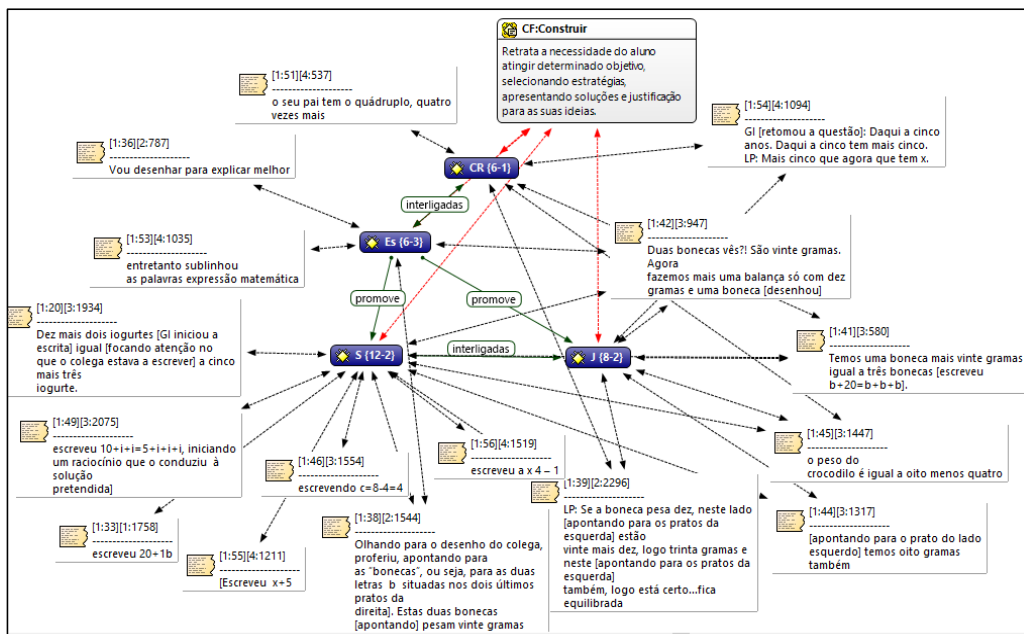 CF:Construir
Retrata a necessidade do aluno
atingir determinado objetivo,
selecionando estratégias,
apresentando soluções e justificação
para as suas ideias.
[1:51][4:537]
--------------------
o seu pai tem o quádruplo, quatro
vezes mais
[1:54][4:1094]
--------------------
GI [retomou a questão]: Daqui a cinco
anos. Daqui a cinco tem mais cinco.
LP: Mais cinco que agora que tem x.
[1:36][2:787]
--------------------
Vou desenhar para explicar melhor
CR {6-1}
interligadas
[1:42][3:947]
--------------------
Duas bonecas vês?! São vinte gramas.
Agora
fazemos mais uma balança só com dez
gramas e uma boneca [desenhou]
Es {6-3}
[1:53][4:1035]
--------------------
entretanto sublinhou
as palavras expressão matemática
promove
promove
[1:20][3:1934]
--------------------
Dez mais dois iogurtes [GI iniciou a
escrita] igual [focando atenção no
no que o colega estava a escrever] a cinco
mais três
iogurte.
interligadas
S {12-2}
J {8-2}
[1:41][3:580]
--------------------
Temos uma boneca mais vinte gramas
igual a três bonecas [escreveu
b+20=b+b+b].
[1:49][3:2075]
--------------------
escreveu 10+i+i=5+i+i+i, iniciando
um raciocínio que o conduziu à
solução
pretendida]
[1:46][3:1554]
--------------------
escrevendo c=8-4=4
[1:56][4:1519]
--------------------
escreveu a x 4 – 1
[1:45][3:1447]
--------------------
o peso do
crocodilo é igual a oito menos quatro
[1:39][2:2296]
--------------------
LP: Se a boneca pesa dez, neste lado
[apontando para os pratos da
esquerda] estão
vinte mais dez, logo trinta gramas e
neste [apontando para os pratos da
esquerda]
também, logo está certo...fica
equilibrada
[1:44][3:1317]
--------------------
[apontando para o prato do lado
esquerdo] temos oito gramas
também
[1:33][1:1758]
--------------------
escreveu 20+1b
[1:55][4:1211]
--------------------
[Escreveu x+5
[1:38][2:1544]
--------------------
Olhando para o desenho do colega,
proferiu, apontando para
as “bonecas”, ou seja, para as duas
letras b situadas nos dois últimos
pratos da
direita]. Estas duas bonecas
[apontando] pesam vinte gramas